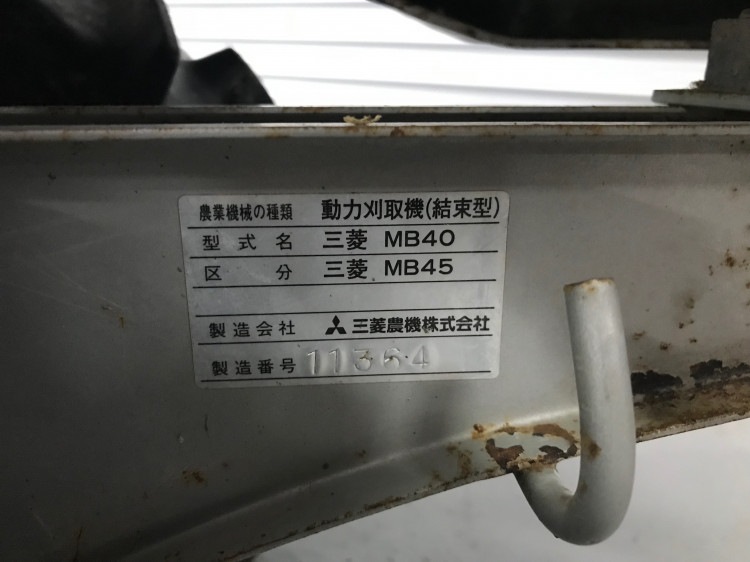 農業機械の種類 動力刈取機(結束型)
型式名 三菱 MB40
区分 三菱 MB45
製造会社 三菱農機株式会社
製造番号 11364